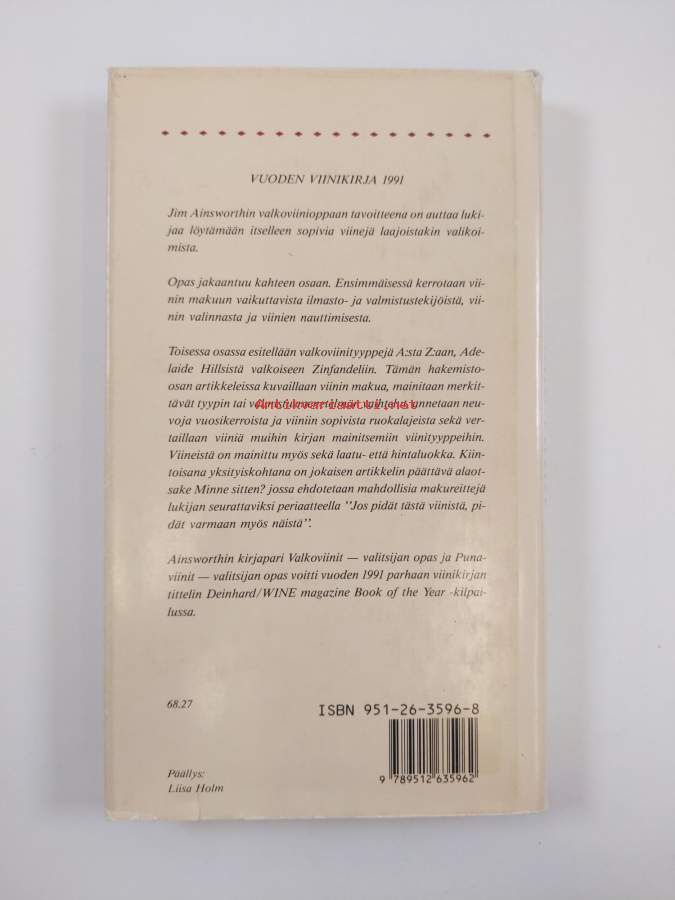 VUODEN VIINIKIRJA 1991
Jim Ainsworthin valkoviinioppaan tavoitteena on auttaa luki-
jaa löytämään itselleen sopivia viinejä laajoistakin valikoi-
mista.
Opas jakaantuu kahteen osaan. Ensimmäisessä kerrotaan vii-
nin makuun vaikuttavista ilmasto- ja valmistustekijöistä, vii-
nin valinnasta ja viinien nauttimisesta.
Toisessa osassa esitellään valkoviinityyppejä A:sta Z:aan, Ade-
laide Hillsistä valkoiseen Zinfandeliin. Tämän hakemisto-
osan artikkeleissa kuvaillaan viinin makua, mainitaan merkit-
tävät tyypin tai valmistusmenetelmän vaihtelut, annetaan neu-
Antikvariaatti.net
voja vuosikerroista ja viiniin sopivista ruokalajeista sekä ver-
taillaan viiniä muihin kirjan mainitsemiin viinityyppeihin.
Viineistä on mainittu myös sekä laatu- että hintaluokka. Kiin-
toisana yksityiskohtana on jokaisen artikkelin päättävä alaot-
sake Minne sitten? jossa ehdotetaan mahdollisia makureittejä
lukijan seurattaviksi periaatteella "Jos pidät tästä viinistä, pi-
dät varmaan myös näistä".
Ainsworthin kirjapari Valkoviinit — valitsijan opas ja Puna-
viinit — valitsijan opas voitti vuoden 1991 parhaan viinikirjan
tittelin Deinhard/WINE magazine Book of the Year -kilpai-
lussa.
68.27
ISBN 951-26-3596-8
9 789512 635962
Päällys:
Liisa Holm